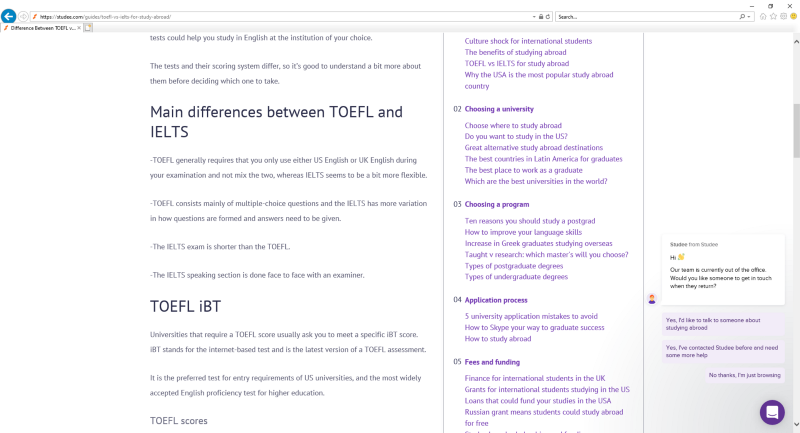 https://studee.com/guides/toefl-vs-ielts-for-study-abroad/
Search...
Difference Between TOEFL v...
tests could help you study in English at the institution of your choice.
The tests and their scoring system differ, so it's good to understand a bit more about
them before deciding which one to take.
Main differences between TOEFL and
IELTS
-TOEFL generally requires that you only use either US English or UK English during
your examination and not mix the two, whereas IELTS seems to be a bit more flexible.
-TOEFL consists mainly of multiple-choice questions and the IELTS has more variation
in how questions are formed and answers need to be given.
-The IELTS exam is shorter than the TOEFL.
-The IELTS speaking section is done face to face with an examiner.
TOEFL iBT
Universities that require a TOEFL score usually ask you to meet a specific iBT score.
iBT stands for the internet-based test and is the latest version of a TOEFL assessment.
It is the preferred test for entry requirements of US universities, and the most widely
accepted English proficiency test for higher education.
TOEFL scores
Culture shock for international students
The benefits of studying abroad
TOEFL vs IELTS for study abroad
Why the USA is the most popular study abroad
country
02 Choosing a university
Choose where to study abroad
Do you want to study in the US?
Great alternative study abroad destinations
The best countries in Latin America for graduates
The best place to work as a graduate
Which are the best universities in the world?
03 Choosing a program
Ten reasons you should study a postgrad
How to improve your language skills
Increase in Greek graduates studying overseas
Taught v research: which master's will you choose?
Types of postgraduate degrees
Types of undergraduate degrees
04 Application process
5 university application mistakes to avoid
How to Skype your way to graduate success
How to study abroad
05 Fees and funding
Finance for international students in the UK
Grants for international students studying in the US
Loans that could fund your studies in the USA
Russian grant means students could study abroad
for free
Studee from Studee
Hi 👋
Our team is currently out of the office.
Would you like someone to get in touch
when they return?
Yes, I'd like to talk to someone about
studying abroad
Yes, I've contacted Studee before and need
some more help
No thanks, I'm just browsing